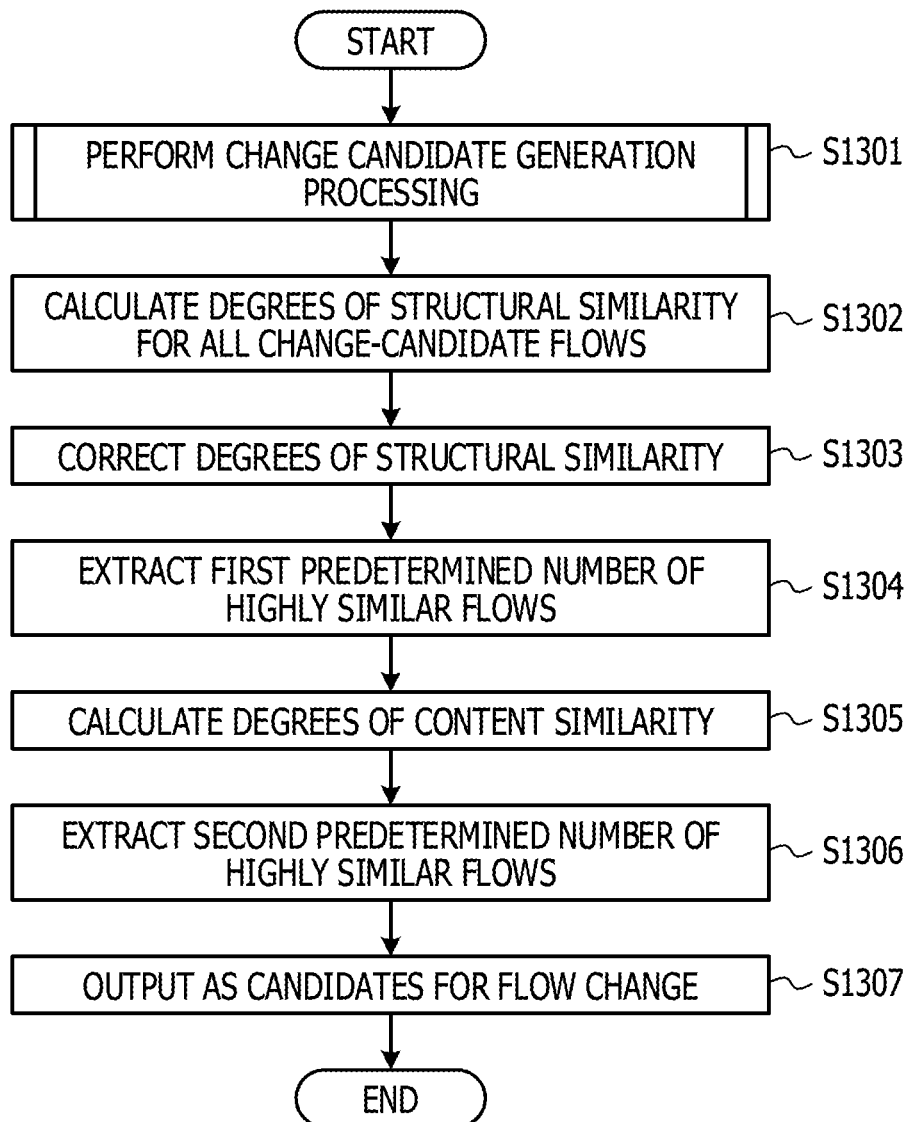 START
PERFORM CHANGE CANDIDATE GENERATION
PROCESSING
S1301
CALCULATE DEGREES OF STRUCTURAL SIMILARITY
FOR ALL CHANGE-CANDIDATE FLOWS
S1302
CORRECT DEGREES OF STRUCTURAL SIMILARITY
S1303
EXTRACT FIRST PREDETERMINED NUMBER OF
HIGHLY SIMILAR FLOWS
S1304
CALCULATE DEGREES OF CONTENT SIMILARITY
S1305
EXTRACT SECOND PREDETERMINED NUMBER OF
HIGHLY SIMILAR FLOWS
S1306
OUTPUT AS CANDIDATES FOR FLOW CHANGE
S1307
END